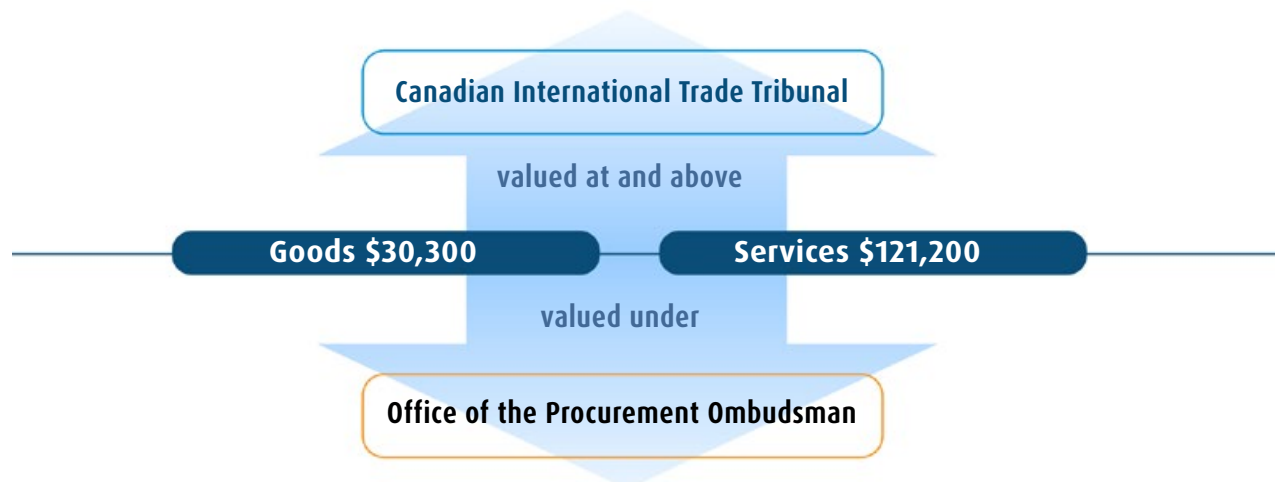 Canadian International Trade Tribunal
valued at and above
Goods $30,300
Services $121,200
valued under
Office of the Procurement Ombudsman